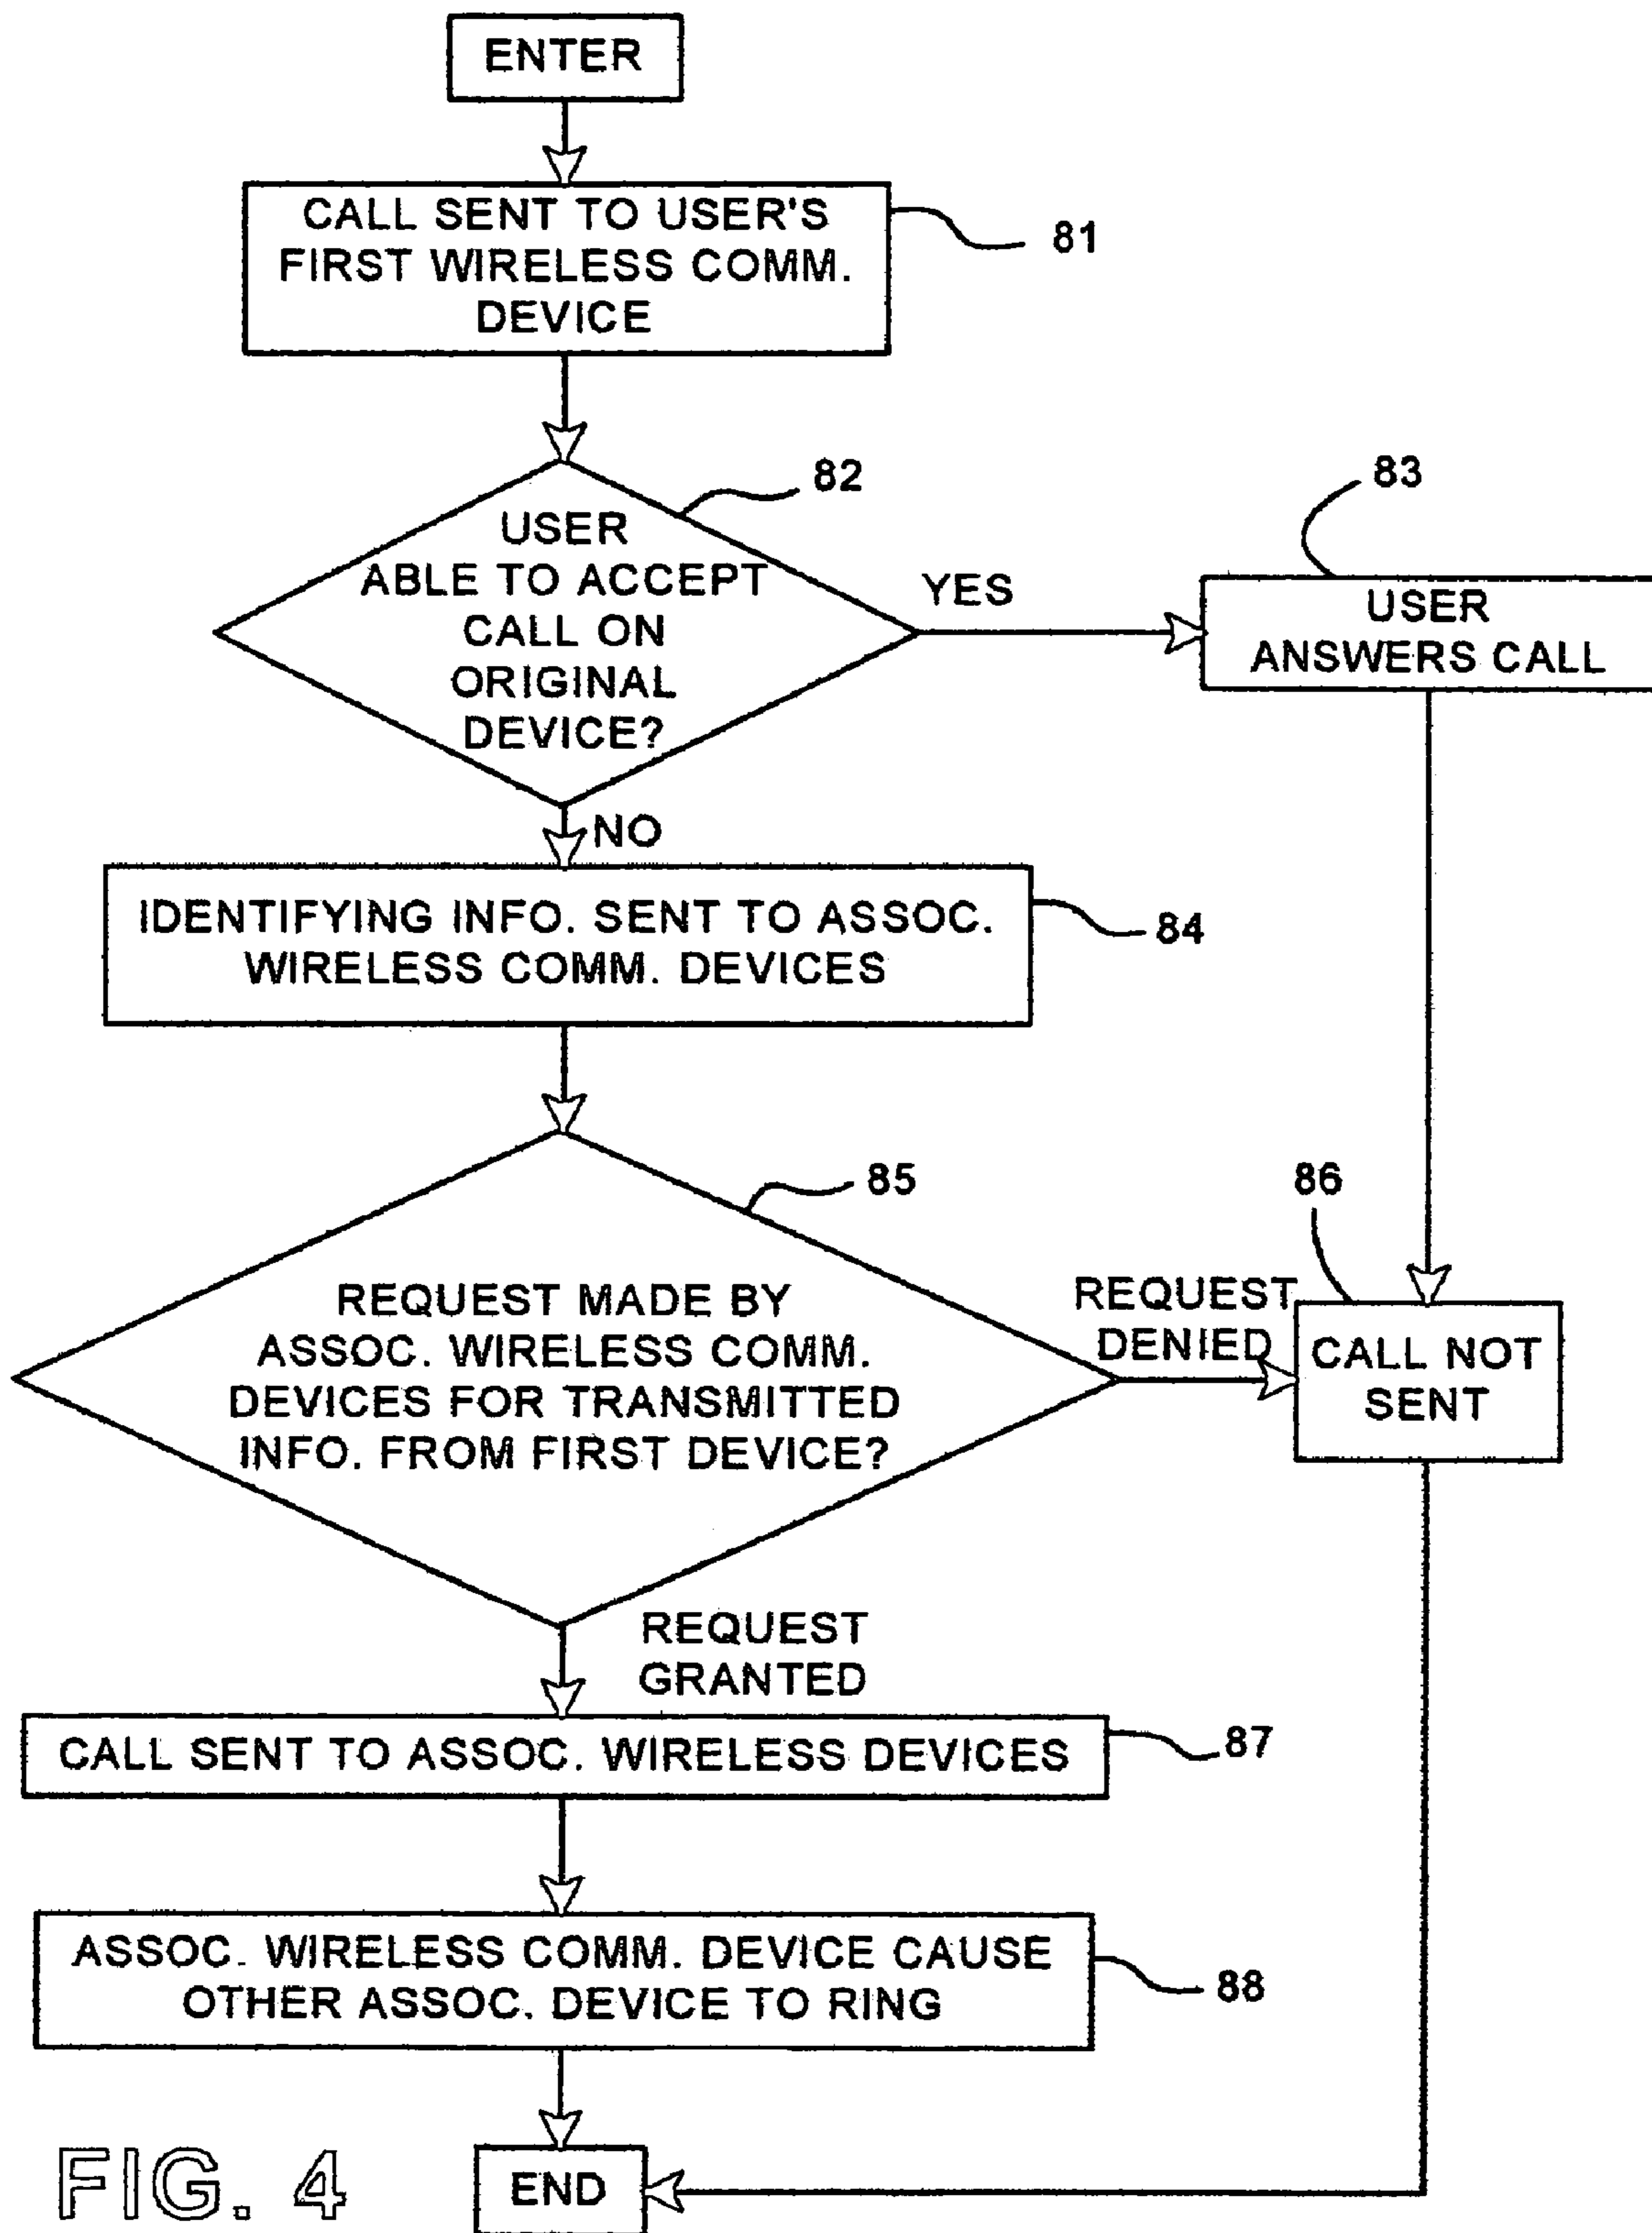 ENTER
CALL SENT TO USER'S
FIRST WIRELESS COMM.
DEVICE
81
82
USER
ABLE TO ACCEPT
CALL ON
ORIGINAL
DEVICE?
YES
83
USER
ANSWERS CALL
NO
IDENTIFYING INFO. SENT TO ASSOC.
WIRELESS COMM. DEVICES
84
85
REQUEST MADE BY
ASSOC. WIRELESS COMM.
DEVICES FOR TRANSMITTED
INFO. FROM FIRST DEVICE?
REQUEST
DENIED
86
CALL NOT
SENT
REQUEST
GRANTED
CALL SENT TO ASSOC. WIRELESS DEVICES
87
ASSOC. WIRELESS COMM. DEVICE CAUSE
OTHER ASSOC. DEVICE TO RING
88
END
FIG. 4